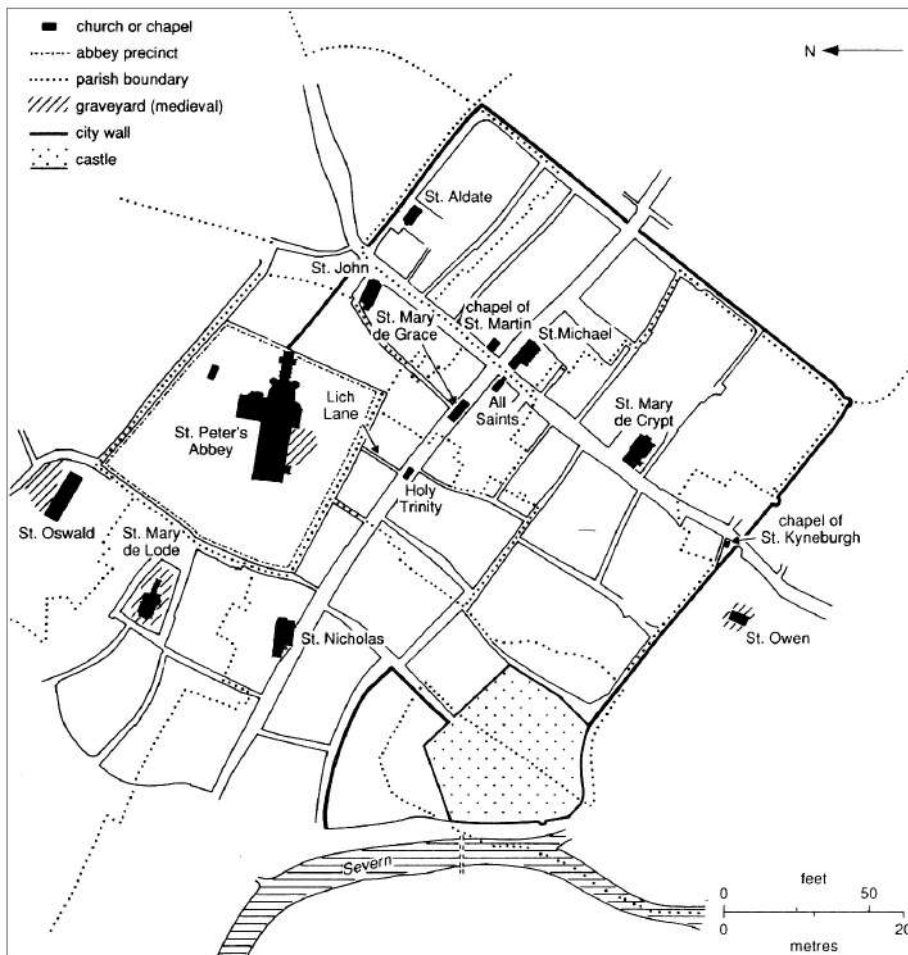 church or chapel
abbey precinct
parish boundary
graveyard (medieval)
city wall
castle
N
St. Aldate
St. John
chapel of
St. Martin
St. Mary
de Grace
St. Michael
Lich
Lane
All
Saints
St. Mary
de Crypt
St. Peter's
Abbey
Holy
Trinity
St. Oswald
St. Mary
de Lode
chapel of
St. Kyneburgh
St. Nicholas
St. Owen
Severn
0 feet 50
0 20
metres